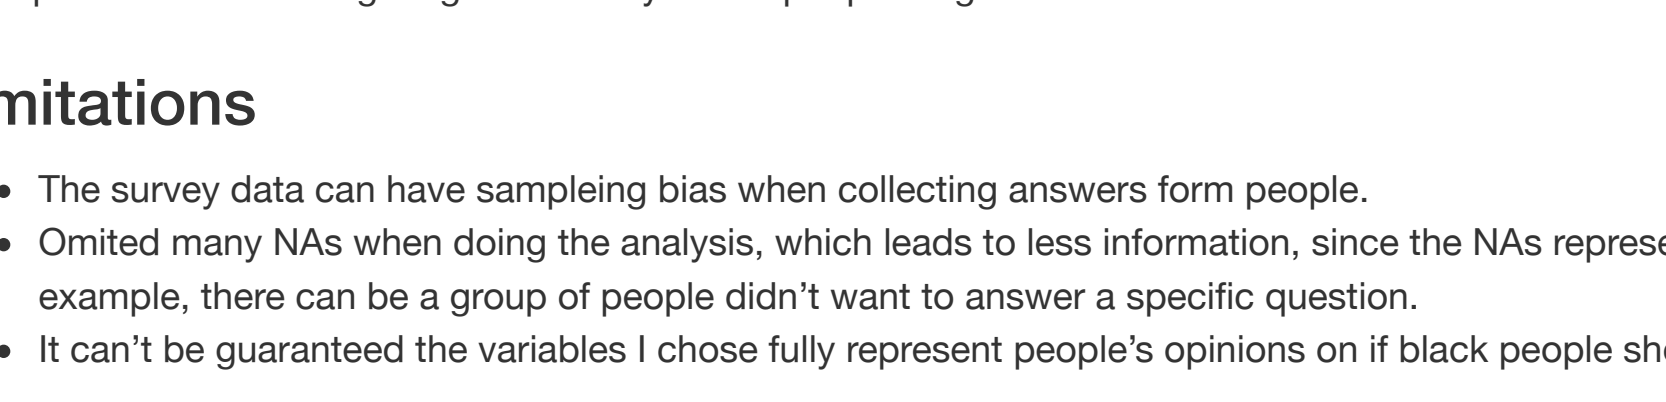 mitations
• The survey data can have sampleing bias when collecting answers form people.
• Omited many NAs when doing the analysis, which leads to less information, since the NAs represe
example, there can be a group of people didn’t want to answer a specific question.
• It can’t be guaranteed the variables I chose fully represent people’s opinions on if black people sh